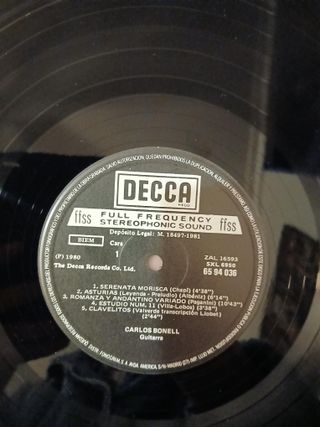 DECCA
ffss FULL FREQUENCY ffss
STEREOPHONIC SOUND
Depósito Legal: M. 18497-1981
BIEM
Cara
1
ZAL 16593
SXL 6950
65 94 036
(P) 1980
The Decca Records Co. Ltd.
1. SERENATA MORISCA (Chapí) (4'38'')
2. ASTURIAS (Leyenda - Preludio) (Albéniz) (6'14'')
3. ROMANZA Y ANDANTINO VARIADO (Paganini) (10'43'')
4. ESTUDIO NUM. 11 (Villa-Lobos) (3'38'')
5. CLAVELITOS (Valverde transcripción Llobet)
(2'44'')
CARLOS BONELL
Guitarra